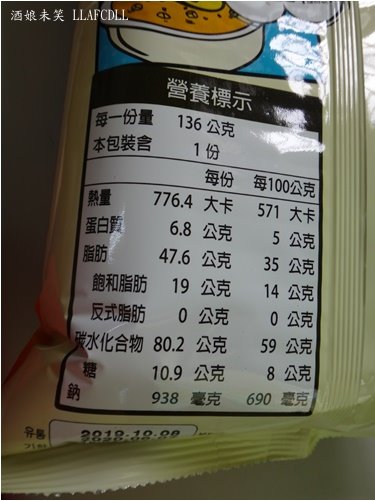 酒娘未笑 LLAFCDLL
營養標示
每一份量 136 公克
本包裝含 1 份
每份 每100公克
熱量 776.4 大卡 571 大卡
蛋白質 6.8 公克 5 公克
脂肪 47.6 公克 35 公克
飽和脂肪 19 公克 14 公克
反式脂肪 0 公克 0 公克
碳水化合物 80.2 公克 59 公克
糖 10.9 公克 8 公克
鈉 938 毫克 690 毫克
유통